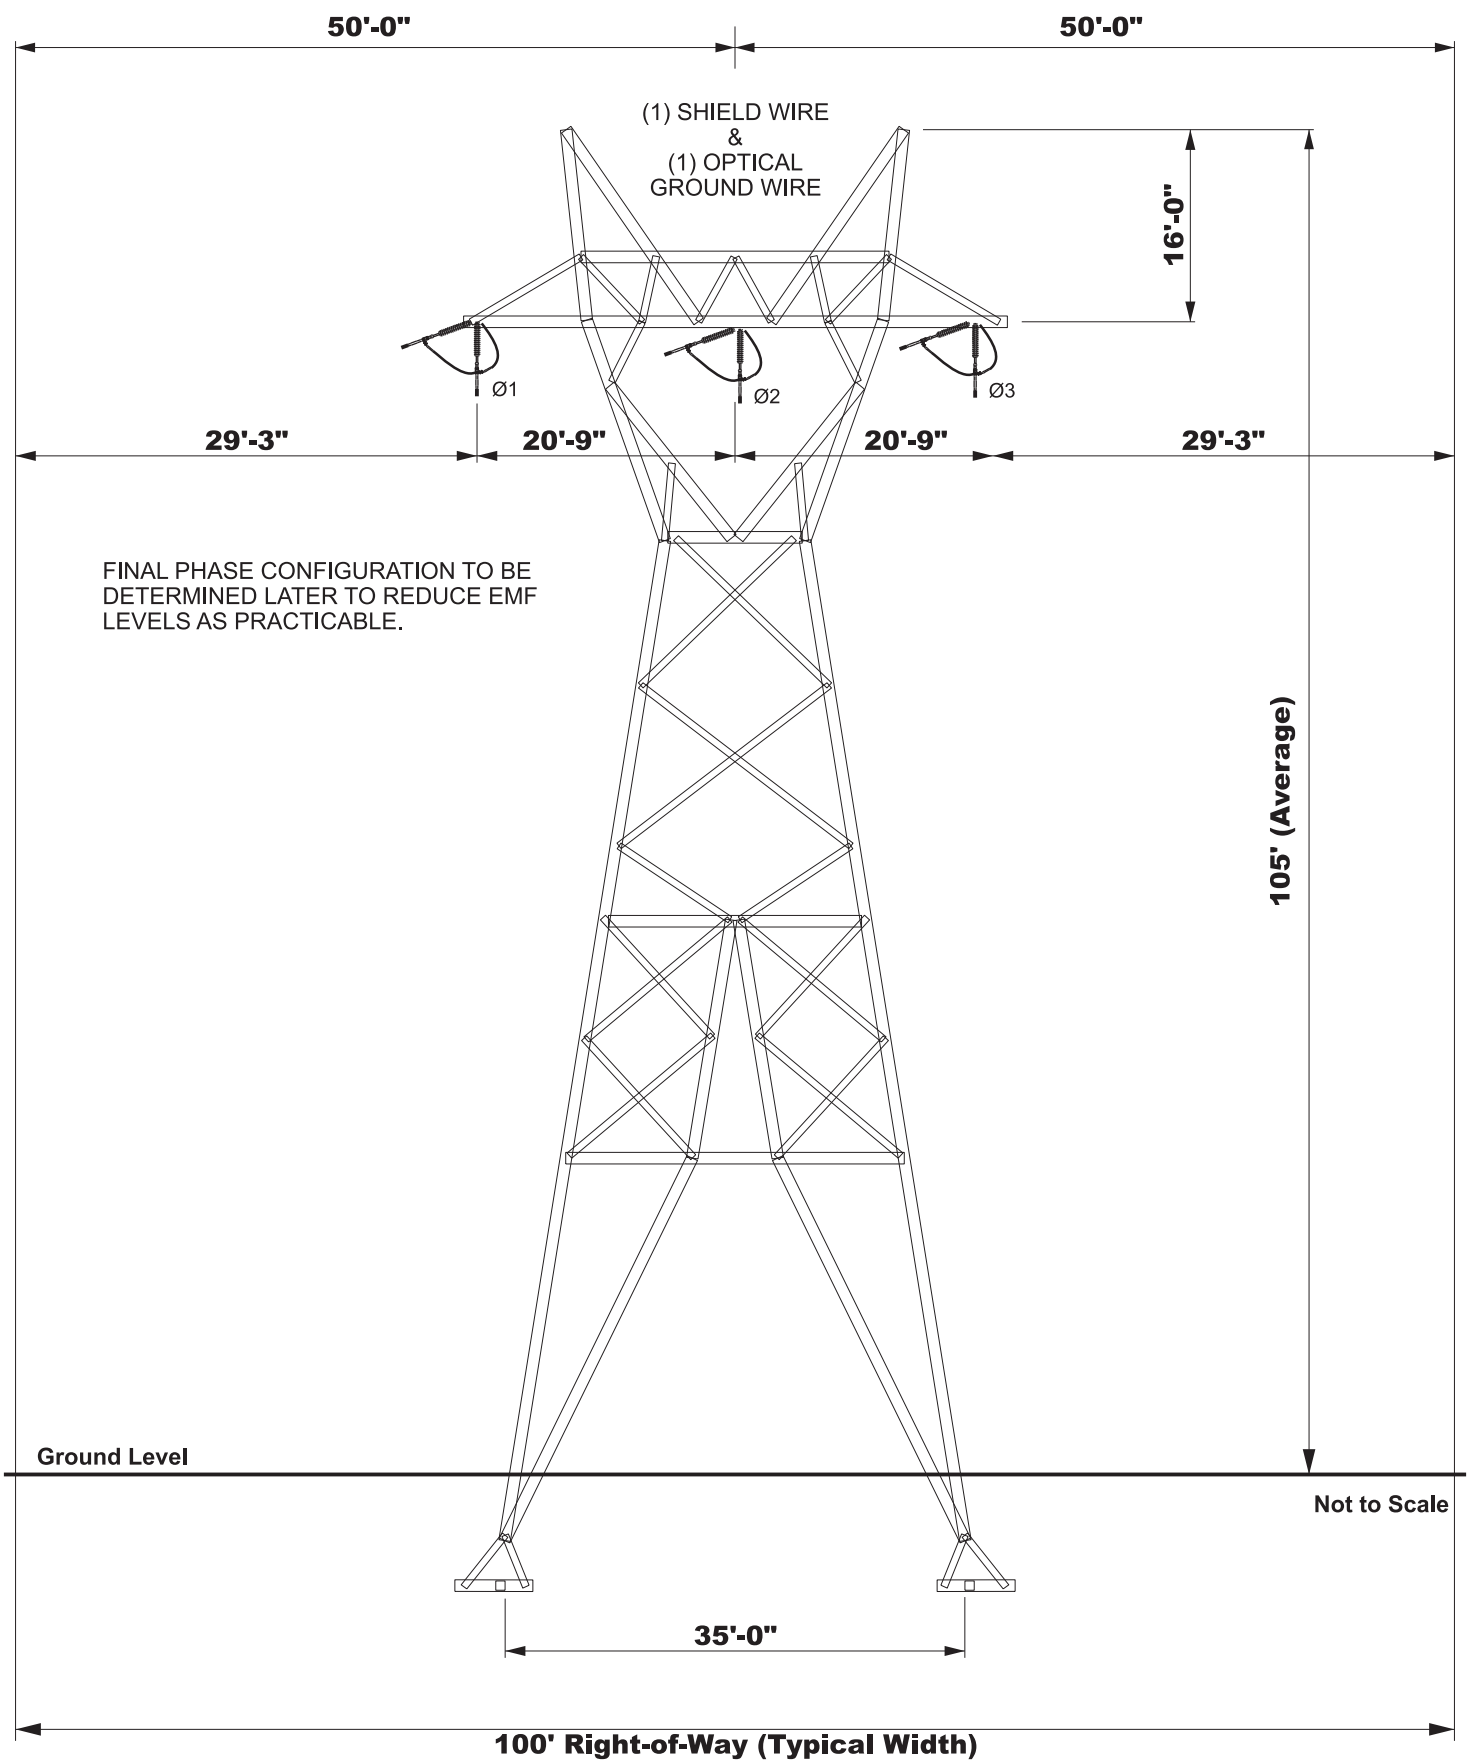 50'-0" 50'-0"
(1) SHIELD WIRE
&
(1) OPTICAL
GROUND WIRE
16'-0"
Ø1 Ø2 Ø3
29'-3" 20'-9" 20'-9" 29'-3"
FINAL PHASE CONFIGURATION TO BE
DETERMINED LATER TO REDUCE EMF
LEVELS AS PRACTICABLE.
105' (Average)
Ground Level
Not to Scale
35'-0"
100' Right-of-Way (Typical Width)